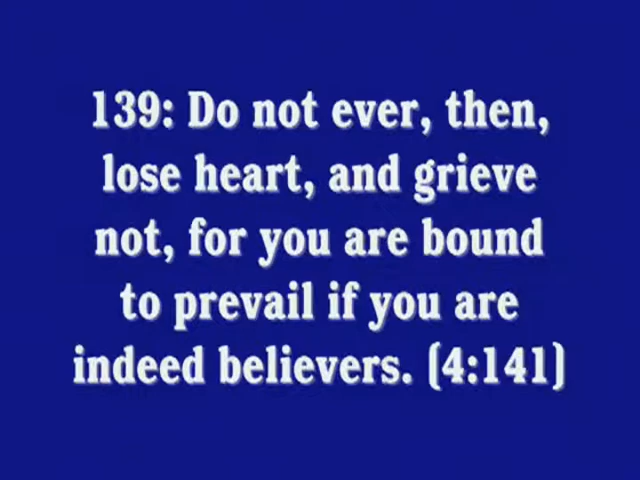 139: Do not ever, then,
lose heart, and grieve
not, for you are bound
to prevail if you are
indeed believers. (4:141)